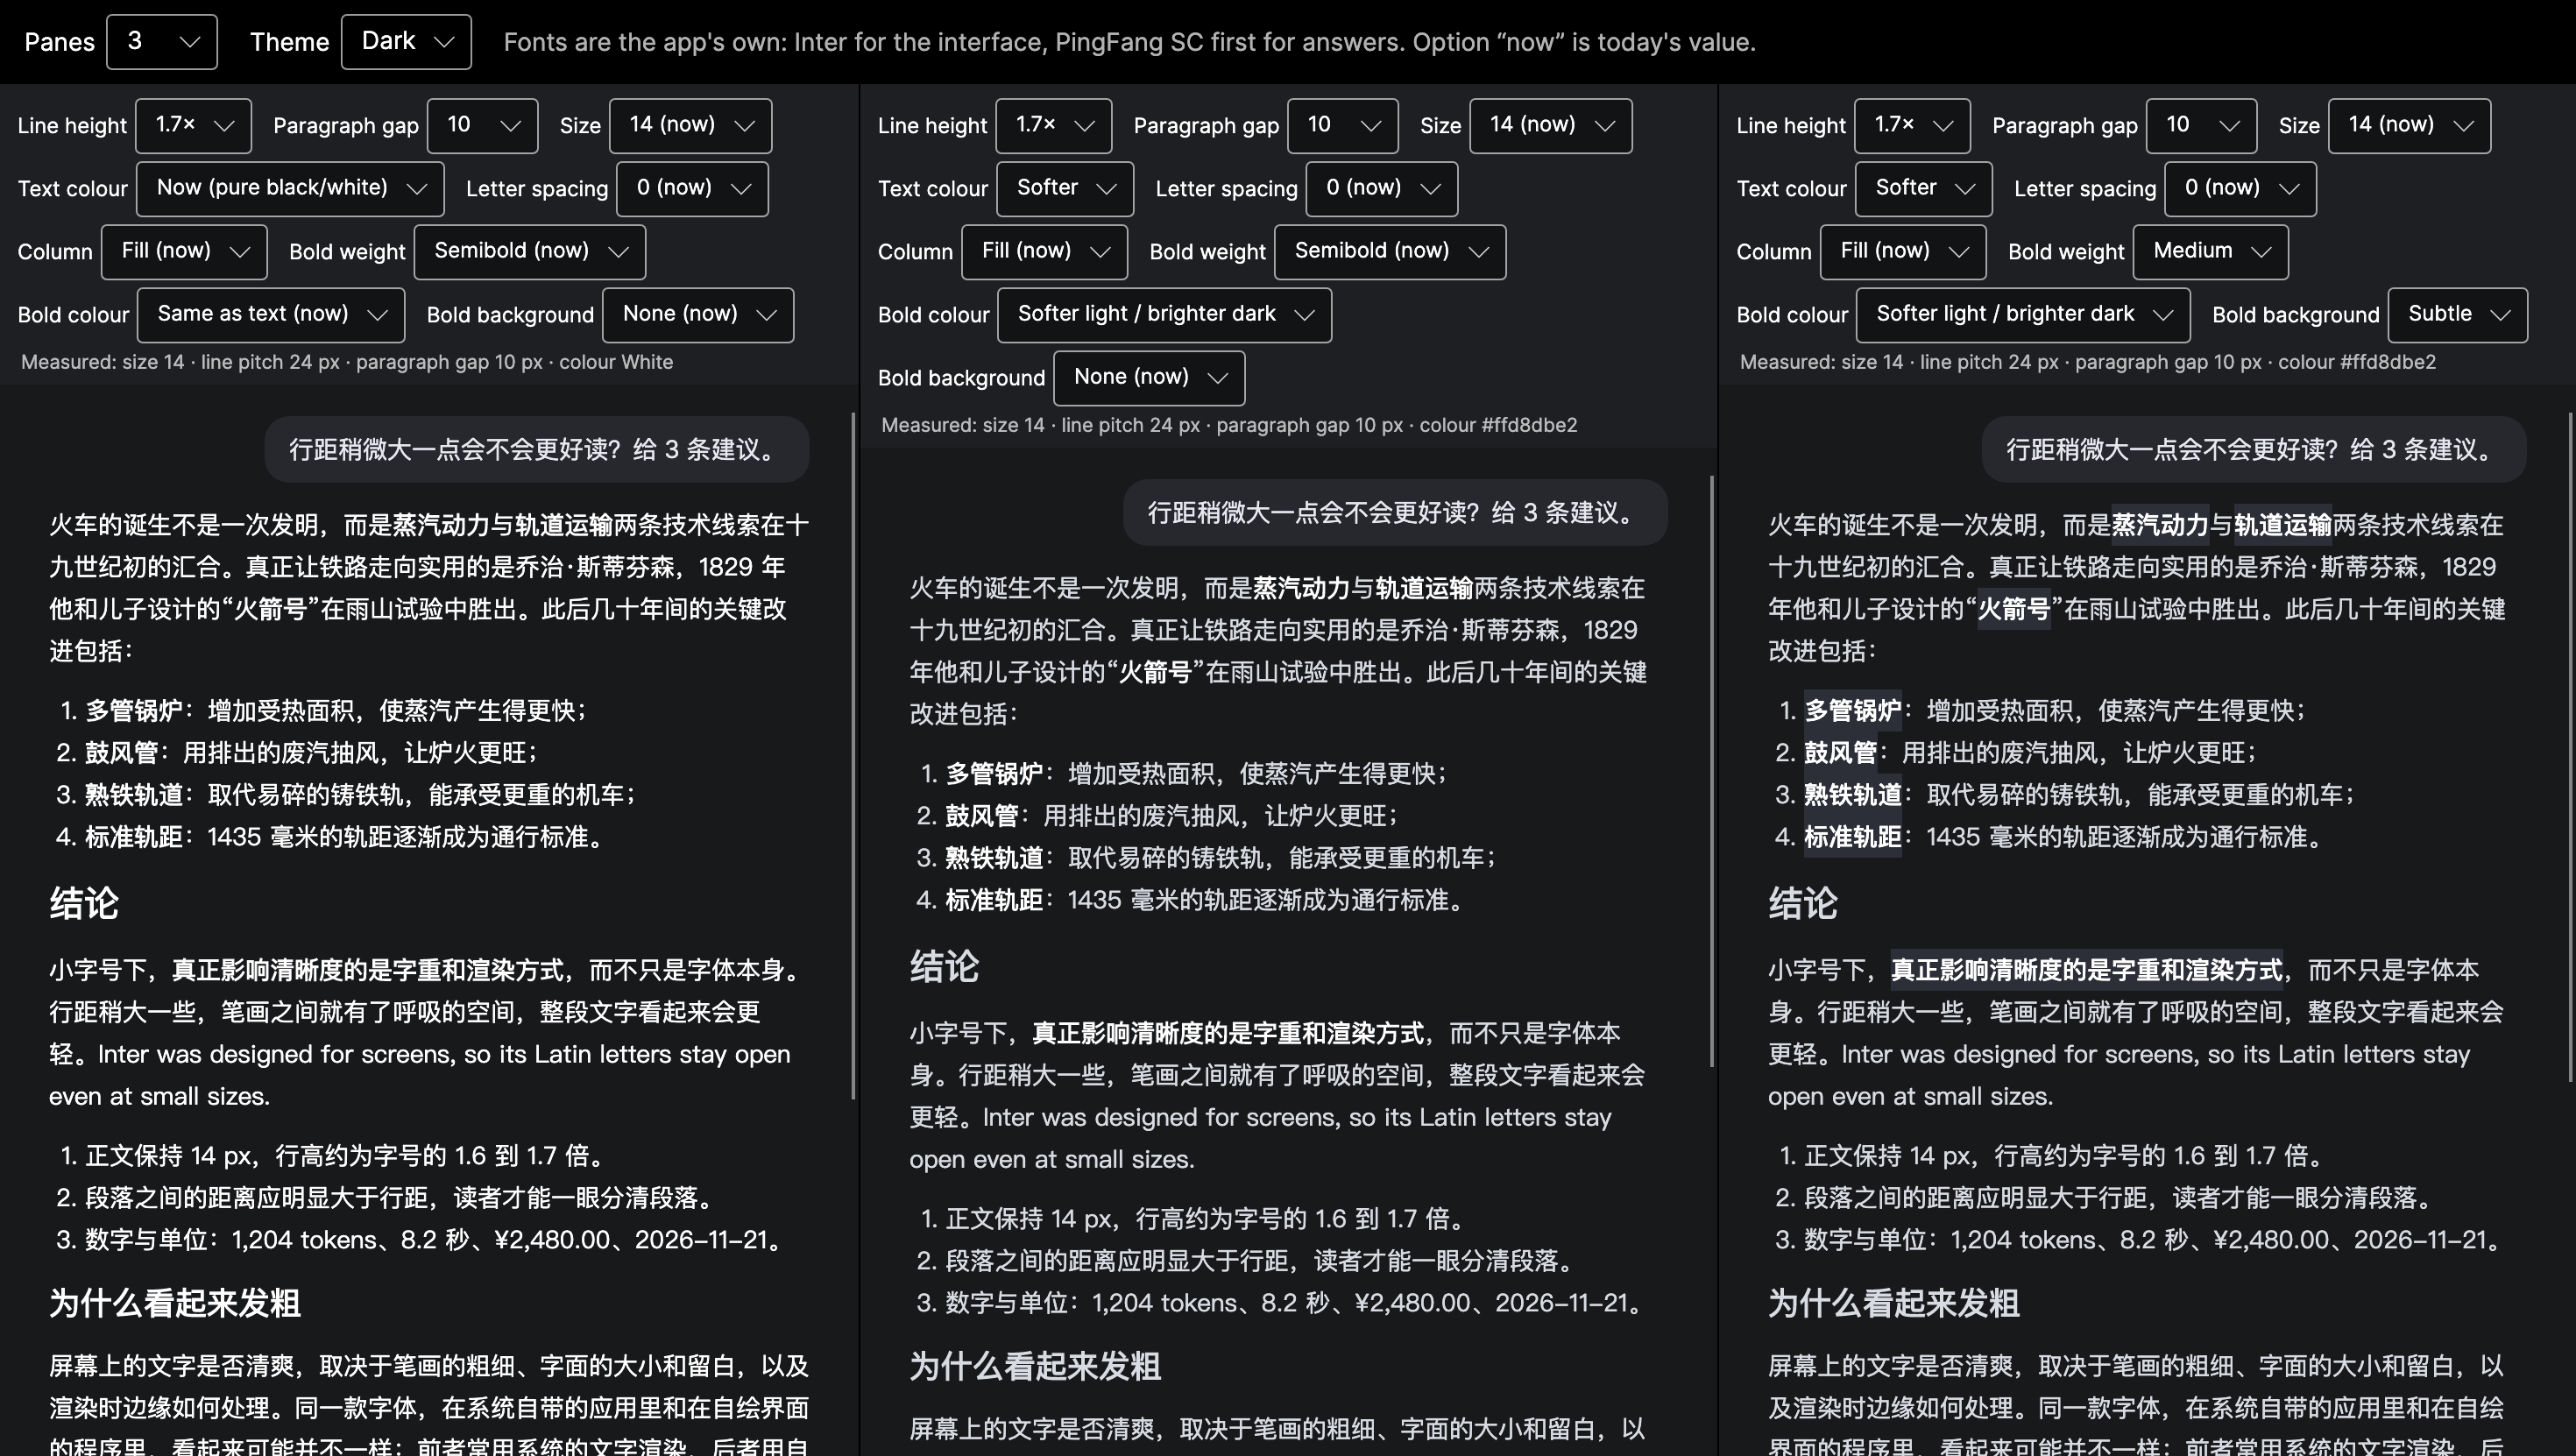 Panes 3 Theme Dark Fonts are the app's own: Inter for the interface, PingFang SC first for answers. Option “now” is today's value.
Line height 1.7× Paragraph gap 10 Size 14 (now)
Text colour Now (pure black/white) Letter spacing 0 (now)
Column Fill (now) Bold weight Semibold (now)
Bold colour Same as text (now) Bold background None (now)
Measured: size 14 · line pitch 24 px · paragraph gap 10 px · colour White
行距稍微大一点会不会更好读？给 3 条建议。
火车的诞生不是一次发明，而是蒸汽动力与轨道运输两条技术线索在十
九世纪初的汇合。真正让铁路走向实用的是乔治·斯蒂芬森，1829 年
他和儿子设计的“火箭号”在雨山试验中胜出。此后几十年间的关键改
进包括：
1. 多管锅炉：增加受热面积，使蒸汽产生得更快；
2. 鼓风管：用排出的废汽抽风，让炉火更旺；
3. 熟铁轨道：取代易碎的铸铁轨，能承受更重的机车；
4. 标准轨距：1435 毫米的轨距逐渐成为通行标准。
结论
小字号下，真正影响清晰度的是字重和渲染方式，而不只是字体本身。
行距稍大一些，笔画之间就有了呼吸的空间，整段文字看起来会更
轻。Inter was designed for screens, so its Latin letters stay open
even at small sizes.
1. 正文保持 14 px，行高约为字号的 1.6 到 1.7 倍。
2. 段落之间的距离应明显大于行距，读者才能一眼分清段落。
3. 数字与单位：1,204 tokens、8.2 秒、¥2,480.00、2026–11–21。
为什么看起来发粗
屏幕上的文字是否清爽，取决于笔画的粗细、字面的大小和留白，以及
渲染时边缘如何处理。同一款字体，在系统自带的应用里和在自绘界面
的程序里，看起来可能并不一样：前者常用系统的文字渲染，后者用自
Line height 1.7× Paragraph gap 10 Size 14 (now)
Text colour Softer Letter spacing 0 (now)
Column Fill (now) Bold weight Semibold (now)
Bold colour Softer light / brighter dark
Bold background None (now)
Measured: size 14 · line pitch 24 px · paragraph gap 10 px · colour #ffd8dbe2
行距稍微大一点会不会更好读？给 3 条建议。
火车的诞生不是一次发明，而是蒸汽动力与轨道运输两条技术线索在
十九世纪初的汇合。真正让铁路走向实用的是乔治·斯蒂芬森，1829
年他和儿子设计的“火箭号”在雨山试验中胜出。此后几十年间的关键
改进包括：
1. 多管锅炉：增加受热面积，使蒸汽产生得更快；
2. 鼓风管：用排出的废汽抽风，让炉火更旺；
3. 熟铁轨道：取代易碎的铸铁轨，能承受更重的机车；
4. 标准轨距：1435 毫米的轨距逐渐成为通行标准。
结论
小字号下，真正影响清晰度的是字重和渲染方式，而不只是字体本
身。行距稍大一些，笔画之间就有了呼吸的空间，整段文字看起来会
更轻。Inter was designed for screens, so its Latin letters stay
open even at small sizes.
1. 正文保持 14 px，行高约为字号的 1.6 到 1.7 倍。
2. 段落之间的距离应明显大于行距，读者才能一眼分清段落。
3. 数字与单位：1,204 tokens、8.2 秒、¥2,480.00、2026–11–21。
为什么看起来发粗
屏幕上的文字是否清爽，取决于笔画的粗细、字面的大小和留白，以
Line height 1.7× Paragraph gap 10 Size 14 (now)
Text colour Softer Letter spacing 0 (now)
Column Fill (now) Bold weight Medium
Bold colour Softer light / brighter dark Bold background Subtle
Measured: size 14 · line pitch 24 px · paragraph gap 10 px · colour #ffd8dbe2
行距稍微大一点会不会更好读？给 3 条建议。
火车的诞生不是一次发明，而是蒸汽动力与轨道运输两条技术线索在
十九世纪初的汇合。真正让铁路走向实用的是乔治·斯蒂芬森，1829
年他和儿子设计的“火箭号”在雨山试验中胜出。此后几十年间的关键
改进包括：
1. 多管锅炉：增加受热面积，使蒸汽产生得更快；
2. 鼓风管：用排出的废汽抽风，让炉火更旺；
3. 熟铁轨道：取代易碎的铸铁轨，能承受更重的机车；
4. 标准轨距：1435 毫米的轨距逐渐成为通行标准。
结论
小字号下，真正影响清晰度的是字重和渲染方式，而不只是字体本
身。行距稍大一些，笔画之间就有了呼吸的空间，整段文字看起来会
更轻。Inter was designed for screens, so its Latin letters stay
open even at small sizes.
1. 正文保持 14 px，行高约为字号的 1.6 到 1.7 倍。
2. 段落之间的距离应明显大于行距，读者才能一眼分清段落。
3. 数字与单位：1,204 tokens、8.2 秒、¥2,480.00、2026–11–21。
为什么看起来发粗
屏幕上的文字是否清爽，取决于笔画的粗细、字面的大小和留白，以
及渲染时边缘如何处理。同一款字体，在系统自带的应用里和在自绘
界面的程序里，看起来可能并不一样：前者常用系统的文字渲染，后